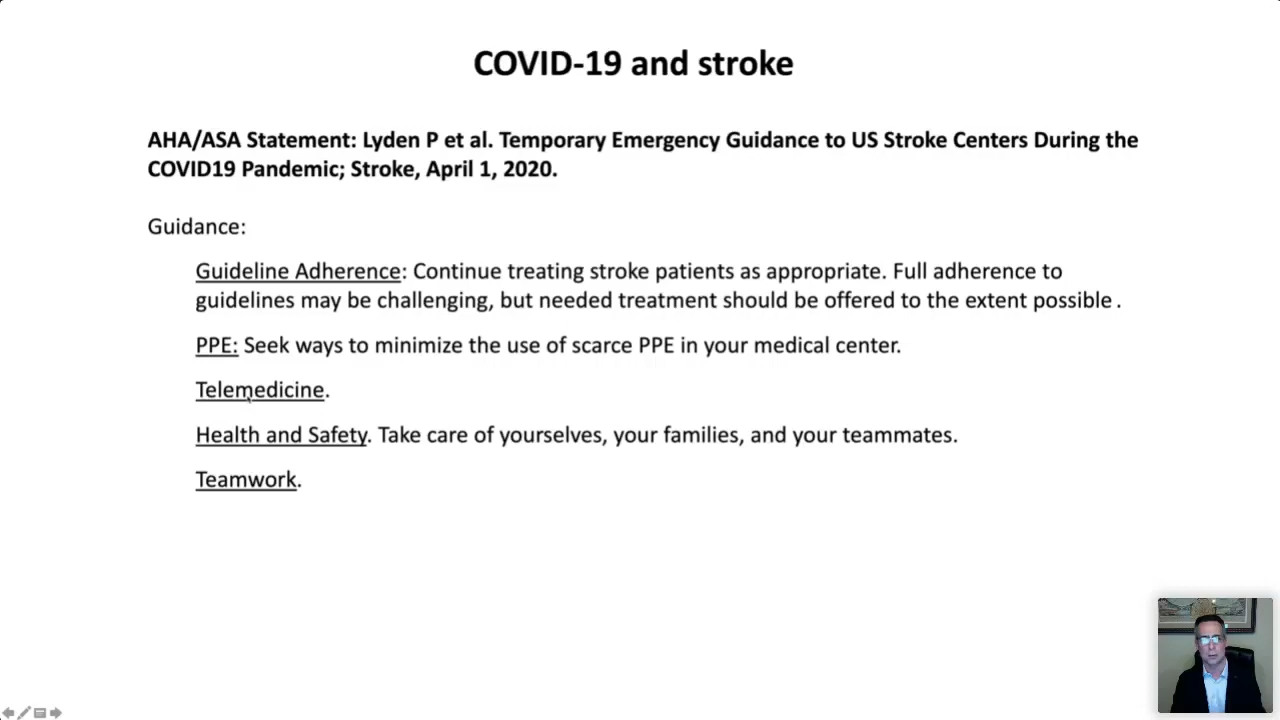 COVID-19 and stroke
AHA/ASA Statement: Lyden P et al. Temporary Emergency Guidance to US Stroke Centers During the
COVID19 Pandemic; Stroke, April 1, 2020.
Guidance:
Guideline Adherence: Continue treating stroke patients as appropriate. Full adherence to
guidelines may be challenging, but needed treatment should be offered to the extent possible .
PPE: Seek ways to minimize the use of scarce PPE in your medical center.
Telemedicine.
Health and Safety. Take care of yourselves, your families, and your teammates.
Teamwork.